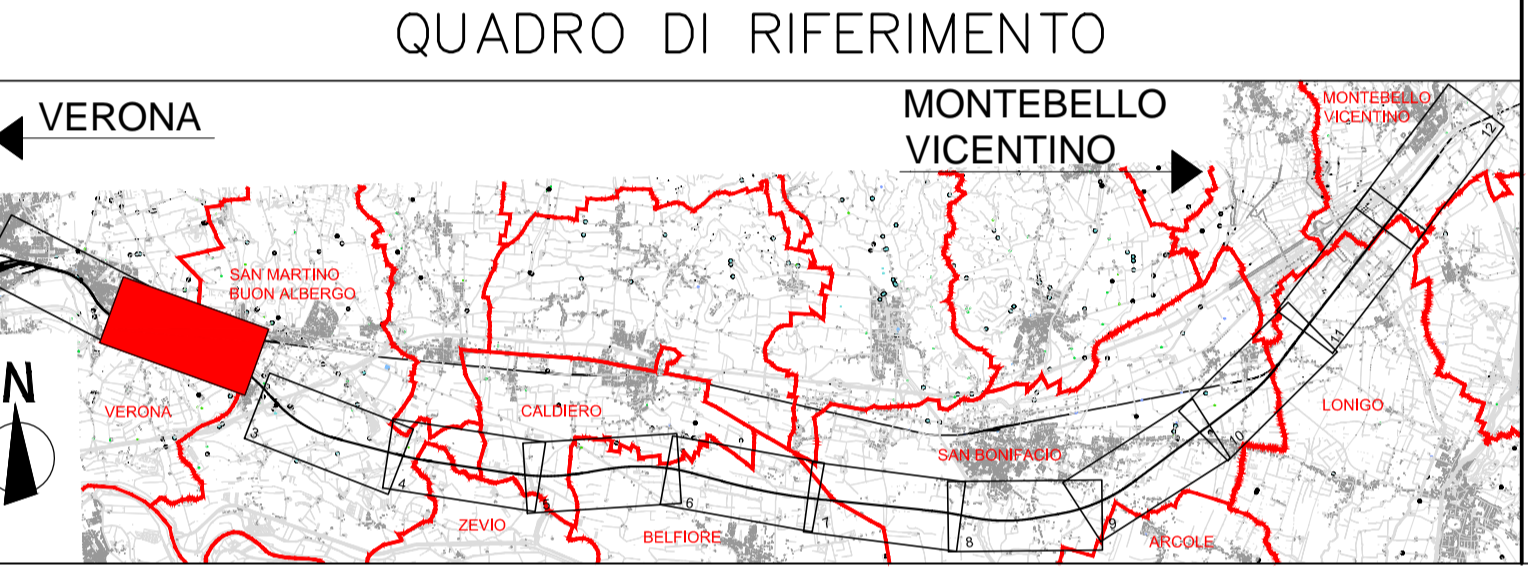 QUADRO DI RIFERIMENTO
VERONA
MONTEBELLO
VICENTINO
MONTEBELLO
VICENTINO
12
SAN MARTINO
BUON ALBERGO
N
VERONA
CALDIERO
LONIGO
11
10
3
SAN BONIFACIO
4
5
6
7
8
9
ZEVIO
BELFIORE
ARCOLE